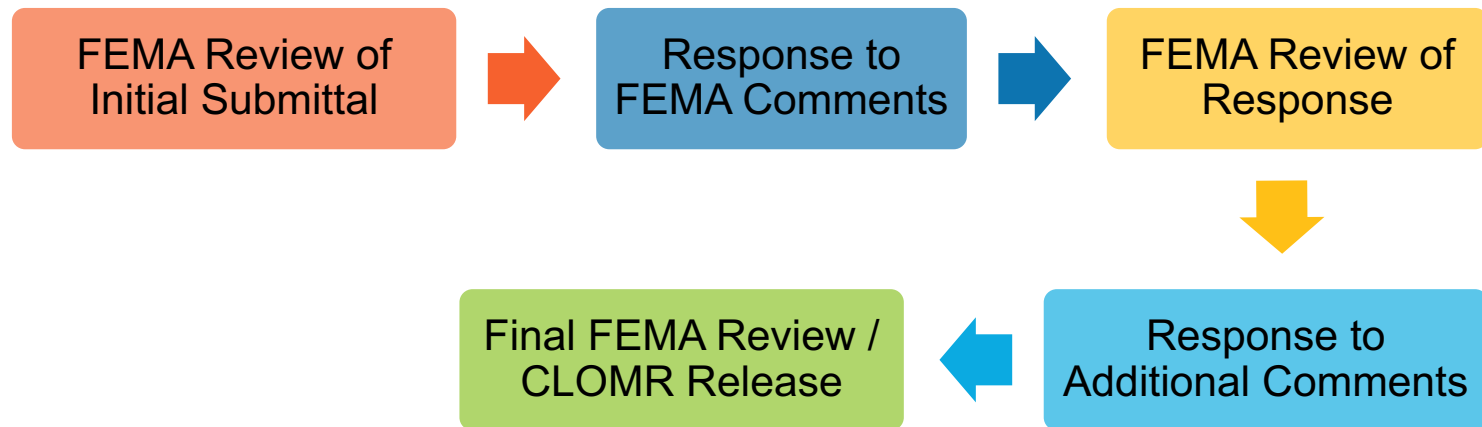 FEMA Review of
Initial Submittal
Response to
FEMA Comments
FEMA Review of
Response
Response to
Additional Comments
Final FEMA Review /
CLOMR Release